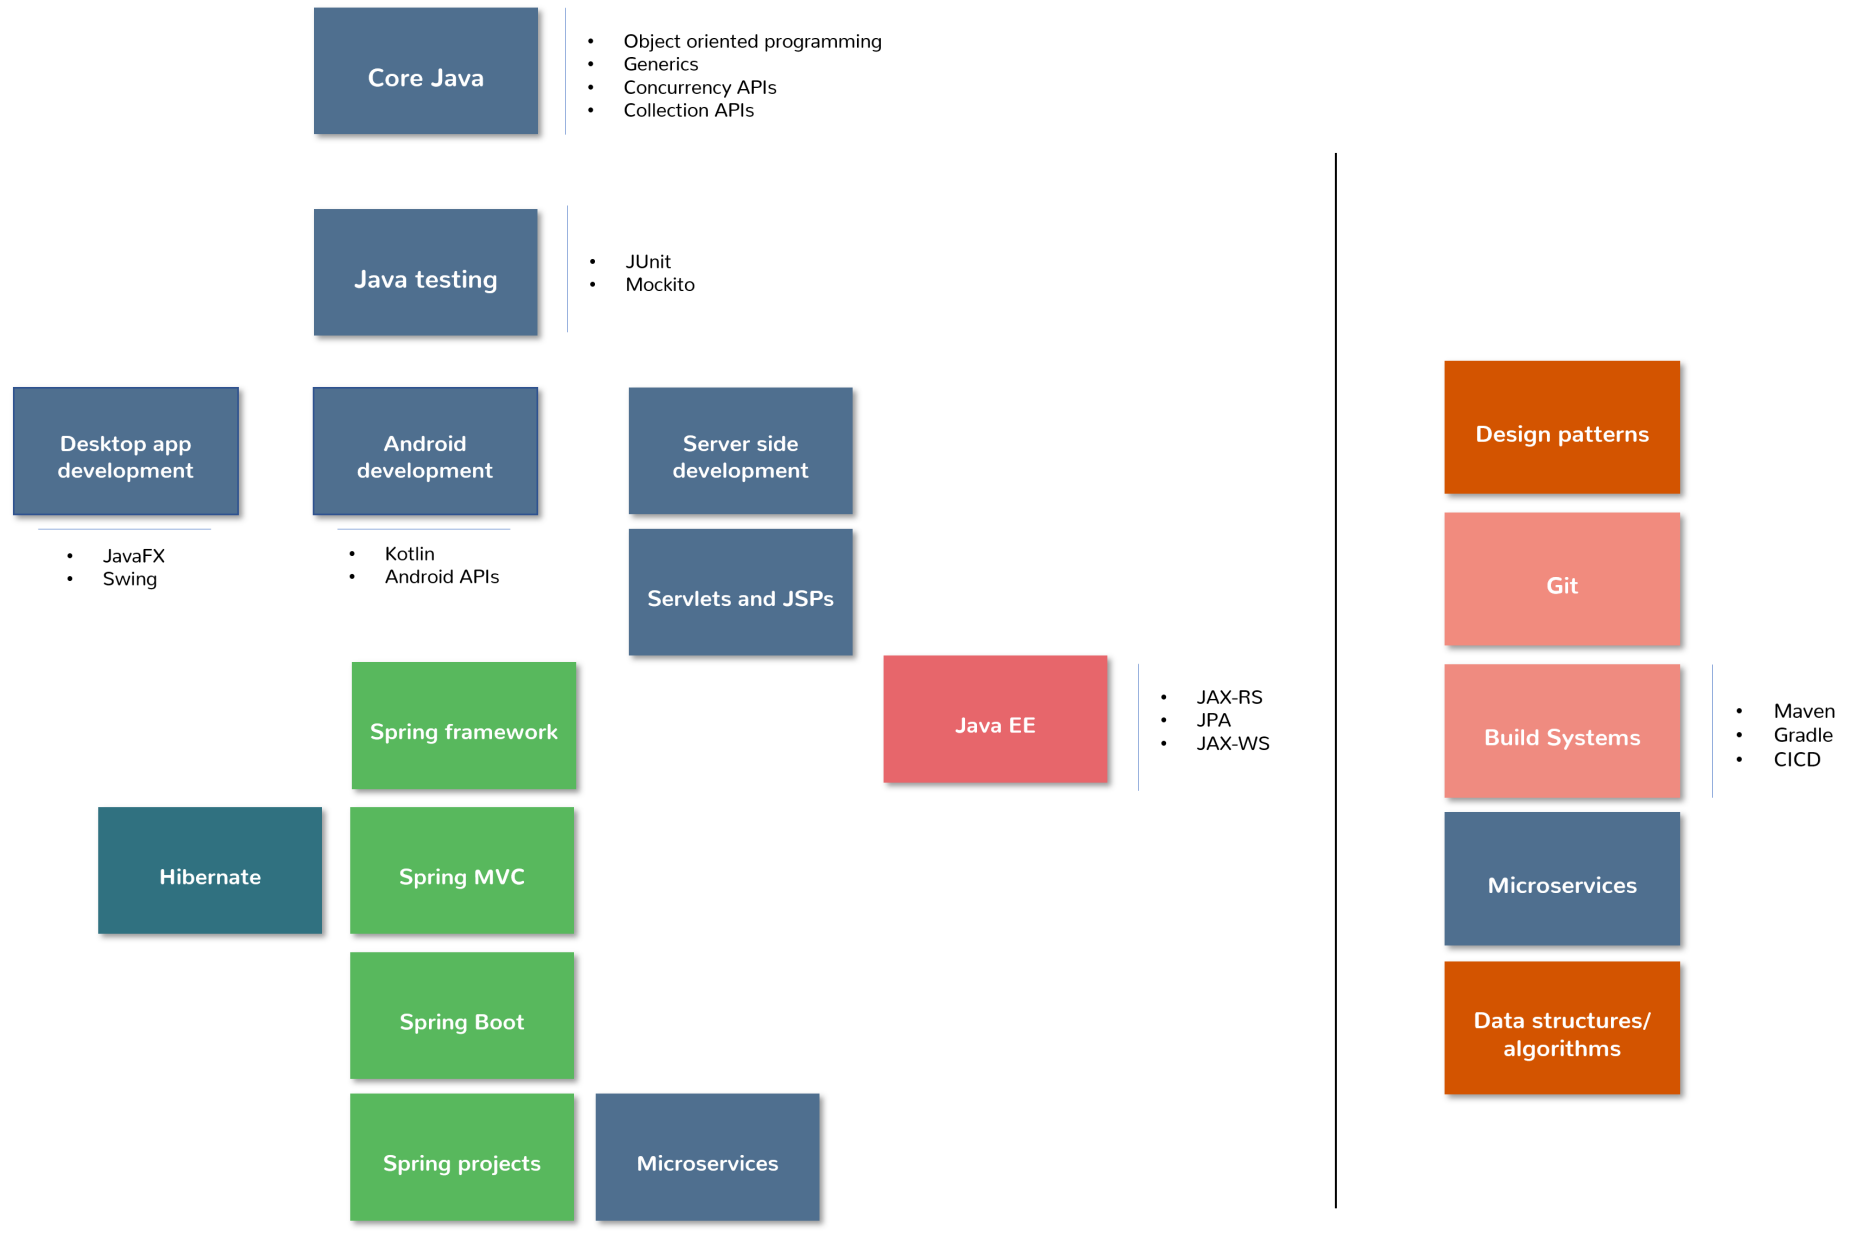 Core Java
• Object oriented programming
• Generics
• Concurrency APIs
• Collection APIs
Java testing
• JUnit
• Mockito
Desktop app
development
• JavaFX
• Swing
Android
development
• Kotlin
• Android APIs
Server side
development
Servlets and JSPs
Spring framework
Java EE
• JAX-RS
• JPA
• JAX-WS
Hibernate
Spring MVC
Spring Boot
Spring projects
Microservices
Design patterns
Git
Build Systems
• Maven
• Gradle
• CICD
Microservices
Data structures/
algorithms